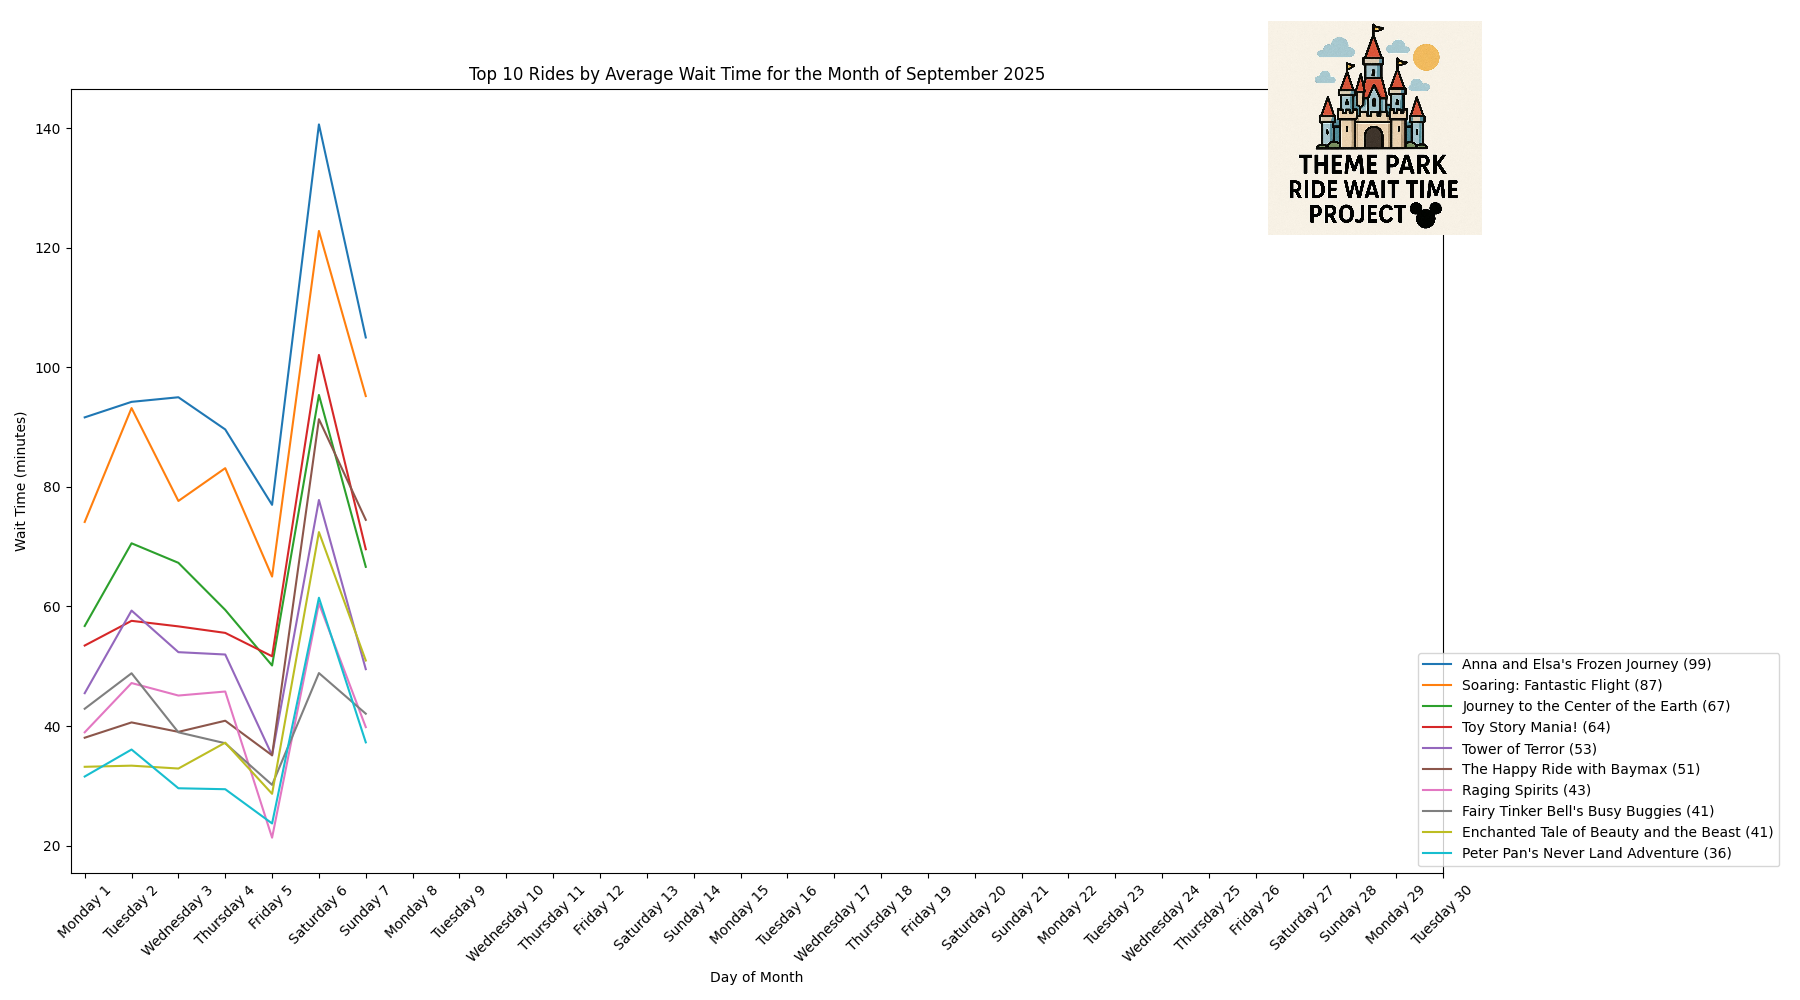 Top 10 Rides by Average Wait Time for the Month of September 2025
THEME PARK
RIDE WAIT TIME
PROJECT
Wait Time (minutes)
140
120
100
80
60
40
20
Anna and Elsa's Frozen Journey (99)
Soaring: Fantastic Flight (87)
Journey to the Center of the Earth (67)
Toy Story Mania! (64)
Tower of Terror (53)
The Happy Ride with Baymax (51)
Raging Spirits (43)
Fairy Tinker Bell's Busy Buggies (41)
Enchanted Tale of Beauty and the Beast (41)
Peter Pan's Never Land Adventure (36)
Monday 1
Tuesday 2
Wednesday 3
Thursday 4
Friday 5
Saturday 6
Sunday 7
Monday 8
Tuesday 9
Wednesday 10
Thursday 11
Friday 12
Saturday 13
Sunday 14
Monday 15
Tuesday 16
Wednesday 17
Thursday 18
Friday 19
Saturday 20
Sunday 21
Monday 22
Tuesday 23
Wednesday 24
Thursday 25
Friday 26
Saturday 27
Sunday 28
Monday 29
Tuesday 30
Day of Month